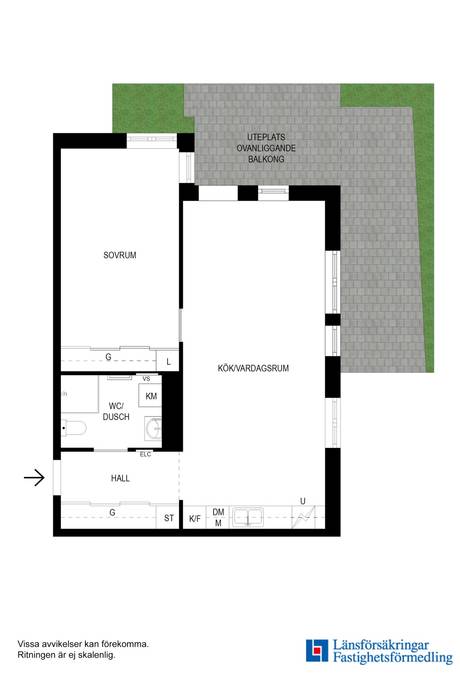 UTEPLATS
OVANLIGGANDE
BALKONG
SOVRUM
KÖK/VARDAGSRUM
G
L
VS
KM
WC/
DUSCH
ELC
HALL
G
ST
K/F
DM
M
U
Vissa avvikelser kan förekomma.
Ritningen är ej skalenlig.
Länsförsäkringar
Fastighetsförmedling